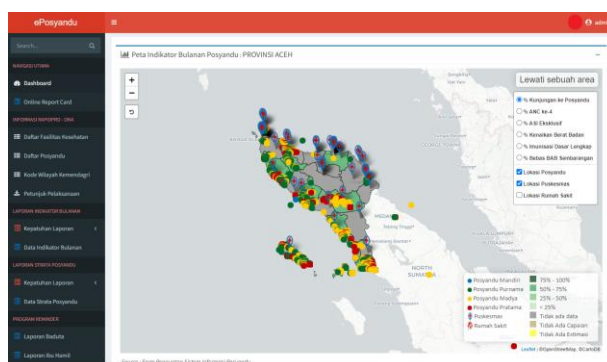 ePosyandu
admin
Search...
NAVIGASI UTAMA
Dashboard
Online Report Card
Daftar Fasilitas Kesehatan
Daftar Posyandu
Kode Wilayah Kemendagri
Petunjuk Pelaksanaan
LAPORAN INDIKATOR BULANAN
Kepatuhan Laporan
Data Indikator Bulanan
LAPORAN STRATA POSYANDU
Kepatuhan Laporan
Data Strata Posyandu
PROGRAM REMINDER
Laporan Baduta
Laporan Ibu Hamil
Peta Indikator Bulanan Posyandu : PROVINSI ACEH
+
−
Lewati sebuah area
% Kunjungan ke Posyandu
% ANC ke-4
% ASI Eksklusif
% Kenaikan Berat Badan
% Imunisasi Dasar Lengkap
% Bebas BAB Sembarangan
Lokasi Posyandu
Lokasi Puskesmas
Lokasi Rumah Sakit
MEDAN
NORTH
SUMATRA
Posyandu Mandiri
Posyandu Purnama
Posyandu Madya
Posyandu Pratama
Puskesmas
Rumah Sakit
75% - 100%
50% - 75%
25% - 50%
< 25%
Tidak ada data
Tidak Ada Capaian
Tidak Ada Estimasi
Leaflet | ©OpenStreetMap, ©CartoDB